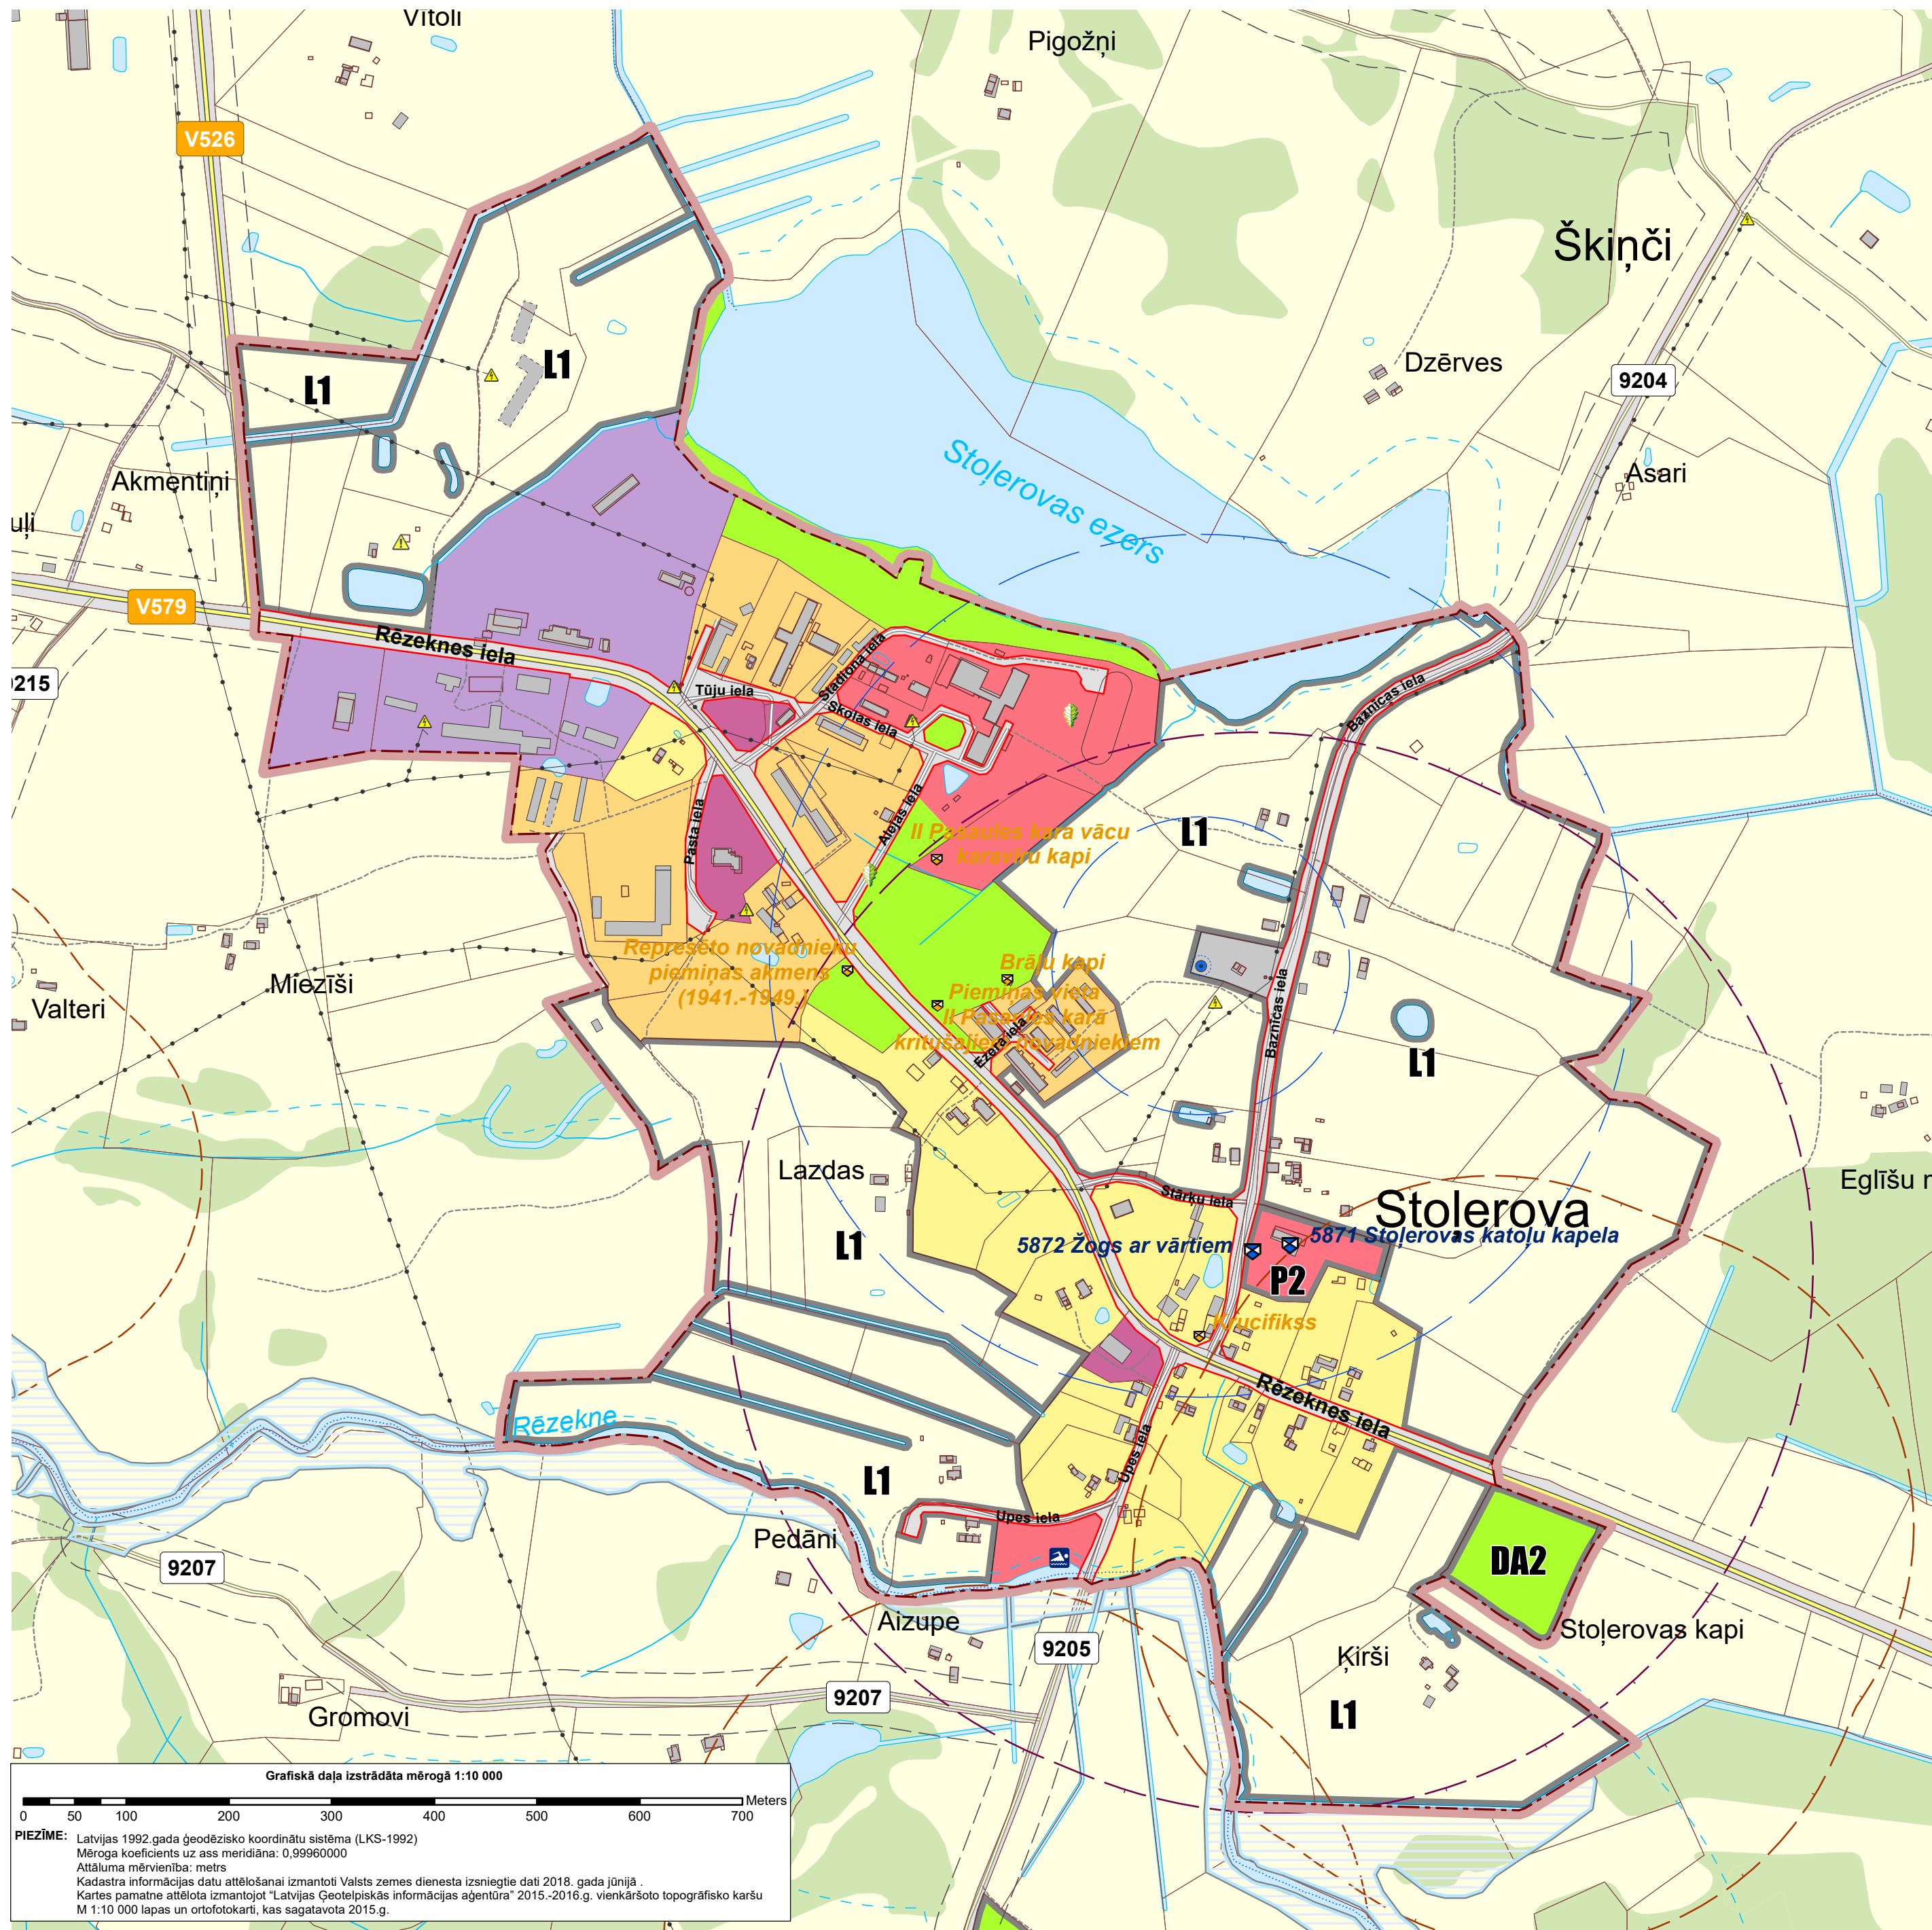 Vītoli
Pigožņi
V526
Škiņči
L1
L1
Dzērves
9204
Akmentiņi
Stoļerovas ezers
Asari
uļi
V579
Rēzeknes iela
9215
Tūju iela
Stadiona iela
Skolas iela
Baznīcas iela
Pasta iela
Alejas iela
II Pasaules kara vācu
karavīru kapi
L1
Represēto novadnieku
piemiņas akmens
(1941.-1949.)
Brāļu kapi
Piemiņas vieta
II Pasaules karā
kritušajiem novadniekiem
Ezera iela
Baznīcas iela
Miezīši
Valteri
L1
Lazdas
Stārķu iela
Eglīšu
Stoļerova
L1
5872 Žogs ar vārtiem
5871 Stoļerovas katoļu kapela
P2
Krucifikss
Rēzeknes iela
Rēzekne
Upes iela
L1
Upes iela
Pedāni
DA2
9207
Aizupe
Stoļerovas kapi
9205
Ķirši
9207
L1
Gromovi
Grafiskā daļa izstrādāta mērogā 1:10 000
Meters
0 50 100 200 300 400 500 600 700
PIEZĪME: Latvijas 1992.gada ģeodēzisko koordinātu sistēma (LKS-1992)
Mēroga koeficients uz ass meridiāna: 0,99960000
Attāluma mērvienība: metrs
Kadastra informācijas datu attēlošanai izmantoti Valsts zemes dienesta izsniegtie dati 2018. gada jūnijā .
Kartes pamatne attēlota izmantojot “Latvijas Ģeotelpiskās informācijas aģentūra” 2015.-2016.g. vienkāršoto topogrāfisko karšu
M 1:10 000 lapas un ortofotokarti, kas sagatavota 2015.g.